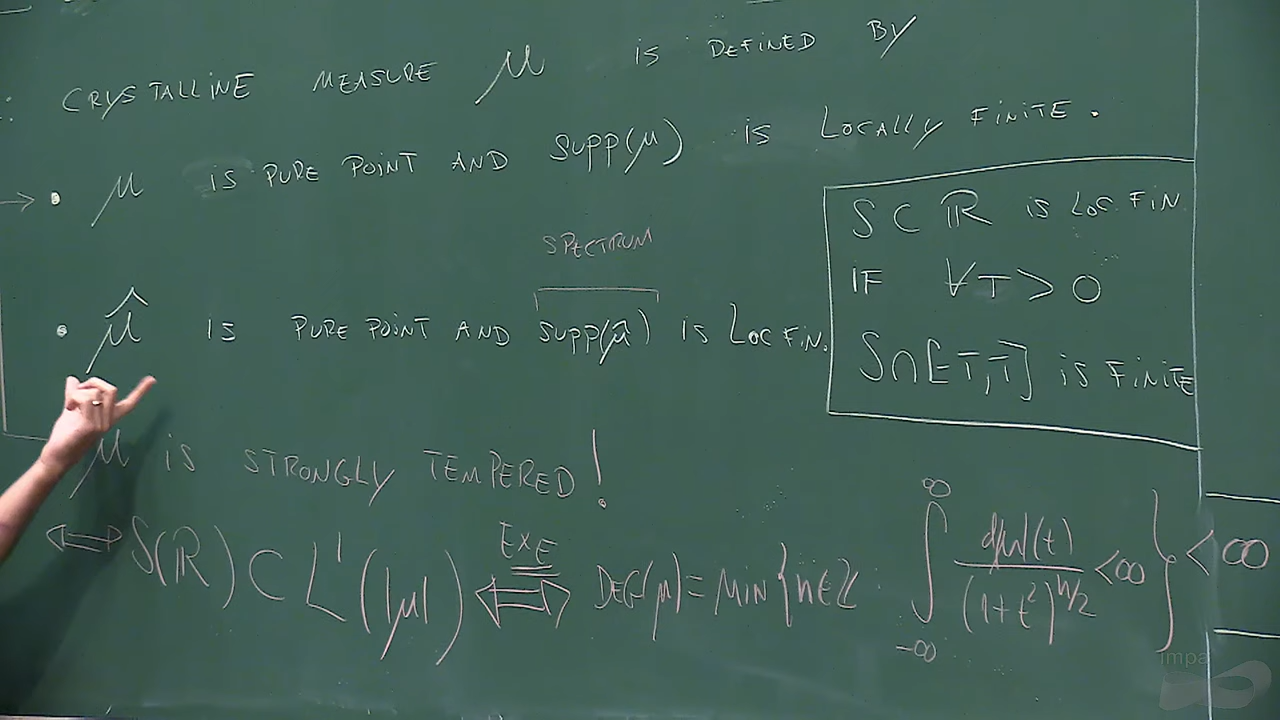 : CRYSTALLINE MEASURE μ IS DEFINED BY
→ • μ IS PURE POINT AND SUPP(μ) IS LOCALLY FINITE.
SPECTRUM
• μ̂ IS PURE POINT AND SUPP(μ̂) IS LOC FIN.
S ⊂ ℝ IS LOC. FIN
IF ∀T > 0
S∩[-T,T] IS FINITE
μ IS STRONGLY TEMPERED!
⟺ S(ℝ) ⊂ L¹(|μ|) ⟺ EXE DEG(μ) = MIN{n∈ℤ : ∫_{-∞}^{∞} d|μ|(t)/(1+t²)^{n/2} < ∞} < ∞
impa